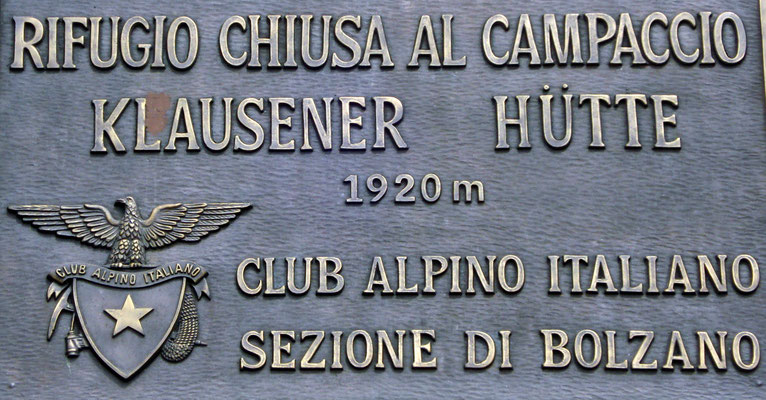 RIFUGIO CHIUSA AL CAMPACCIO
KLAUSENER HÜTTE
1920 m
CLUB ALPINO ITALIANO
CLUB ALPINO ITALIANO
SEZIONE DI BOLZANO